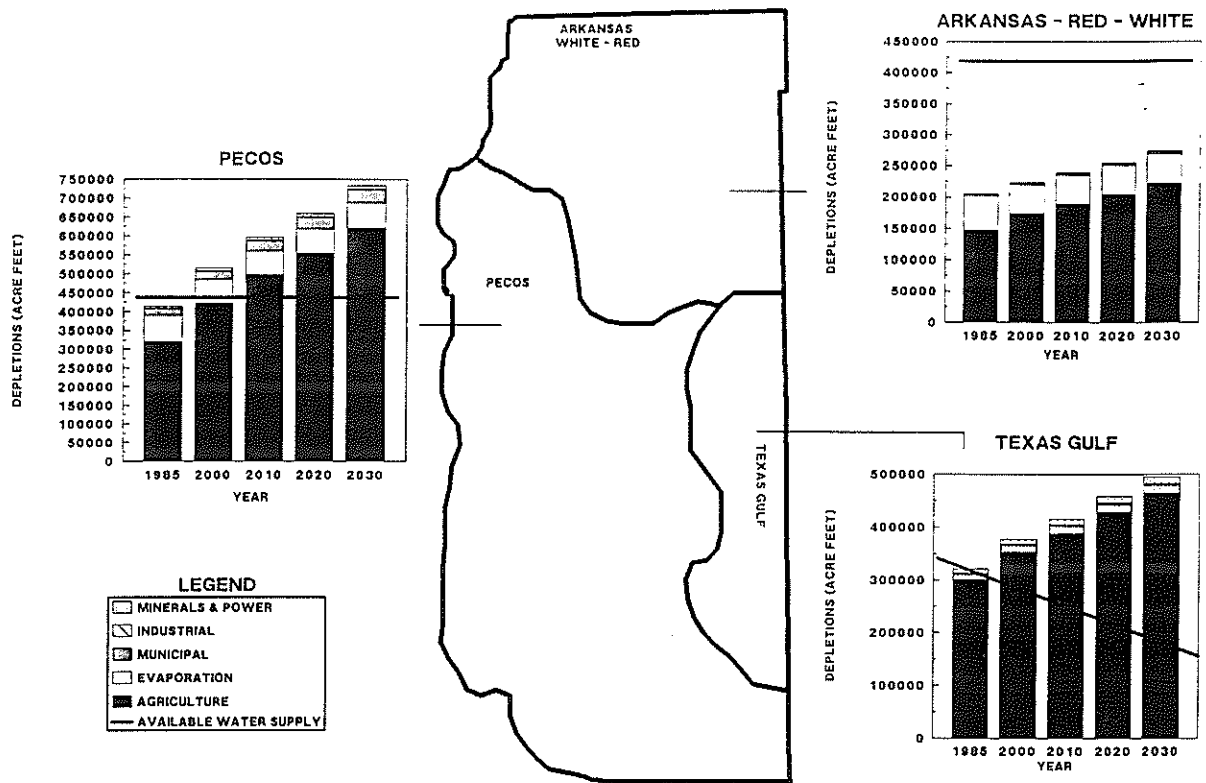 ARKANSAS
WHITE - RED
PECOS
TEXAS GULF
PECOS
DEPLETIONS (ACRE FEET)
750000
700000
650000
600000
550000
500000
450000
400000
350000
300000
250000
200000
150000
100000
50000
0
1985 2000 2010 2020 2030
YEAR
ARKANSAS - RED - WHITE
DEPLETIONS (ACRE FEET)
450000
400000
350000
300000
250000
200000
150000
100000
50000
0
1985 2000 2010 2020 2030
YEAR
TEXAS GULF
DEPLETIONS (ACRE FEET)
500000
400000
300000
200000
100000
0
1985 2000 2010 2020 2030
YEAR
LEGEND
MINERALS & POWER
INDUSTRIAL
MUNICIPAL
EVAPORATION
AGRICULTURE
AVAILABLE WATER SUPPLY